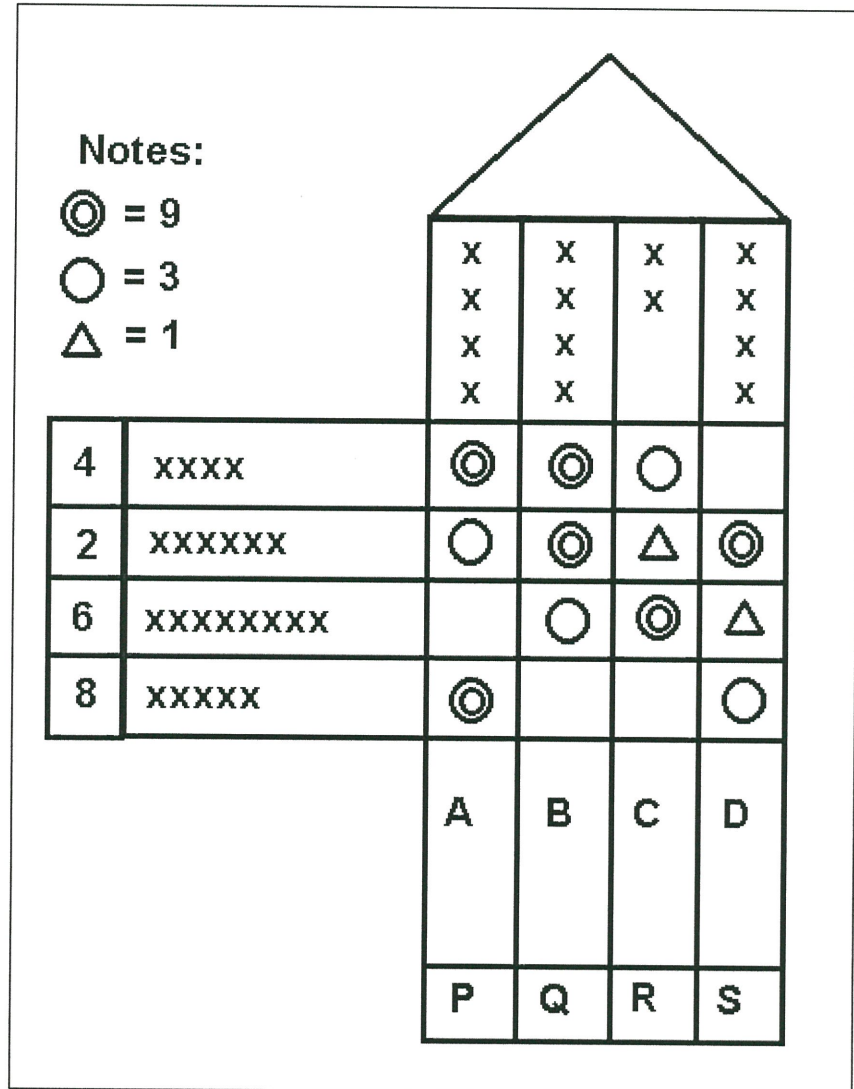 Notes:
= 9
= 3
= 1
x x x x
x x x x
x x x
x x x
4 xxxx
2 xxxxxx
6 xxxxxxxx
8 xxxxx
A B C D
P Q R S